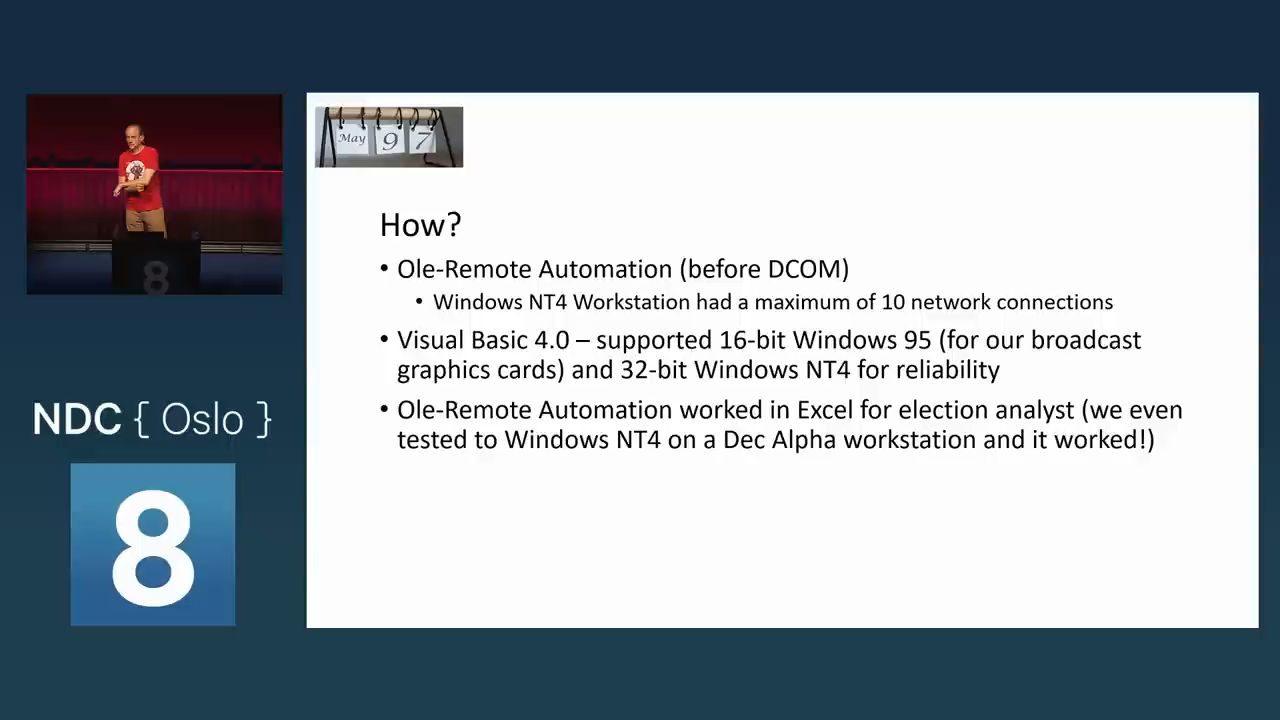 May 9 7
How?
• Ole-Remote Automation (before DCOM)
• Windows NT4 Workstation had a maximum of 10 network connections
• Visual Basic 4.0 – supported 16-bit Windows 95 (for our broadcast
graphics cards) and 32-bit Windows NT4 for reliability
• Ole-Remote Automation worked in Excel for election analyst (we even
tested to Windows NT4 on a Dec Alpha workstation and it worked!)
8
NDC { Oslo }
8